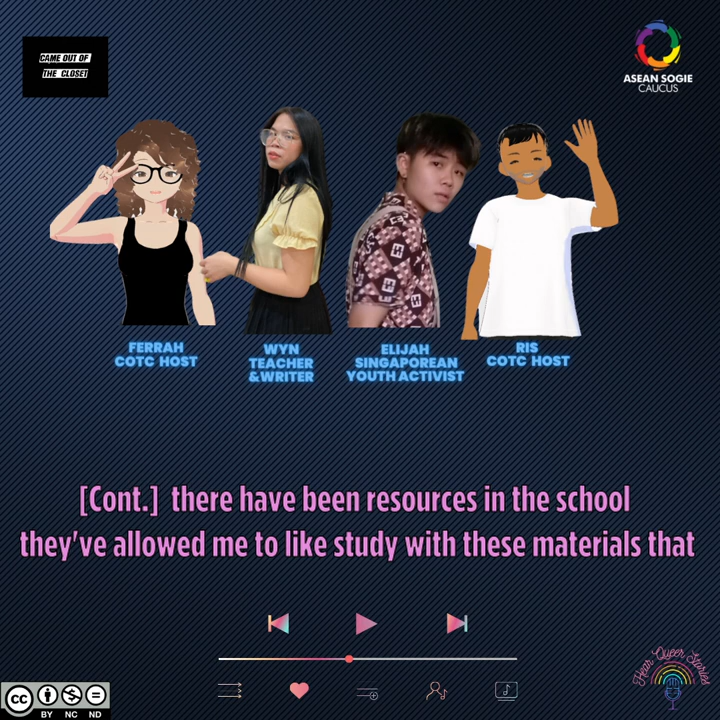 CAME OUT OF
THE CLOSET
ASEAN SOGIE
CAUCUS
FERRAH
COTC HOST
WYN
TEACHER
&WRITER
ELIJAH
SINGAPOREAN
YOUTH ACTIVIST
RIS
COTC HOST
[Cont.] there have been resources in the school
they've allowed me to like study with these materials that
Hear Queer Stories
cc
BY NC ND